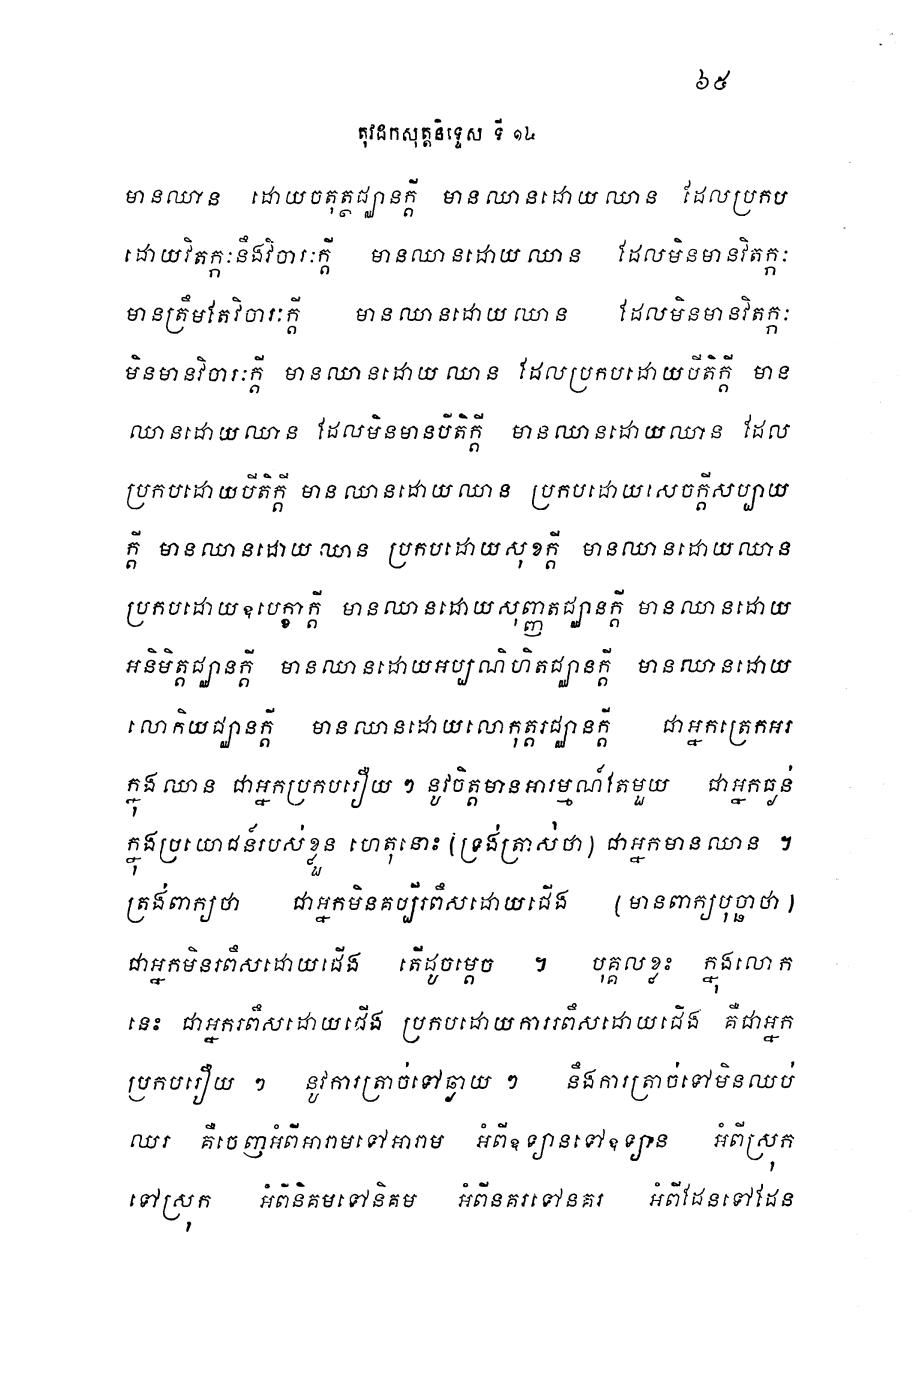 ៦៥
តុវដកសុត្តនិទ្ទេស ទី ១៤
មានឈាន ដោយចតុត្ថជ្ឈានក្តី មានឈានដោយឈាន ដែលប្រកប
ដោយវិតក្កៈនឹងវិចារៈក្តី មានឈានដោយឈាន ដែលមិនមានវិតក្កៈ
មានត្រឹមតែវិចារៈក្តី មានឈានដោយឈាន ដែលមិនមានវិតក្កៈ
មិនមានវិចារៈក្តី មានឈានដោយឈាន ដែលប្រកបដោយបីតិក្តី មាន
ឈានដោយឈាន ដែលមិនមានបីតិក្តី មានឈានដោយឈាន ដែល
ប្រកបដោយបីតិក្តី មានឈានដោយឈាន ប្រកបដោយសេចក្តីសប្បាយ
ក្តី មានឈានដោយឈាន ប្រកបដោយសុខក្តី មានឈានដោយឈាន
ប្រកបដោយឧបេក្ខាក្តី មានឈានដោយសុញ្ញតជ្ឈានក្តី មានឈានដោយ
អនិមិត្តជ្ឈានក្តី មានឈានដោយអប្បណិហិតជ្ឈានក្តី មានឈានដោយ
លោកិយជ្ឈានក្តី មានឈានដោយលោកុត្តរជ្ឈានក្តី ជាអ្នកត្រេកអរ
ក្នុងឈាន ជាអ្នកប្រកបរឿយ ៗ នូវចិត្តមានអារម្មណ៍តែមួយ ជាអ្នកធ្ងន់
ក្នុងប្រយោជន៍របស់ខ្លួន ហេតុនោះ (ទ្រង់ត្រាស់ថា) ជាអ្នកមានឈាន ។
ត្រង់ពាក្យថា ជាអ្នកមិនគប្បីរពឹសដោយជើង (មានពាក្យបុច្ឆាថា)
ជាអ្នកមិនរពឹសដោយជើង តើដូចម្តេច ។ បុគ្គលខ្លះ ក្នុងលោក
នេះ ជាអ្នករពឹសដោយជើង ប្រកបដោយការរពឹសដោយជើង គឺជាអ្នក
ប្រកបរឿយ ៗ នូវការត្រាច់ទៅឆ្ងាយ ៗ នឹងការត្រាច់ទៅមិនឈប់
ឈរ គឺចេញអំពីអារាមទៅអារាម អំពីឧទ្យានទៅឧទ្យាន អំពីស្រុក
ទៅស្រុក អំពីនិគមទៅនិគម អំពីនគរទៅនគរ អំពីដែនទៅដែន